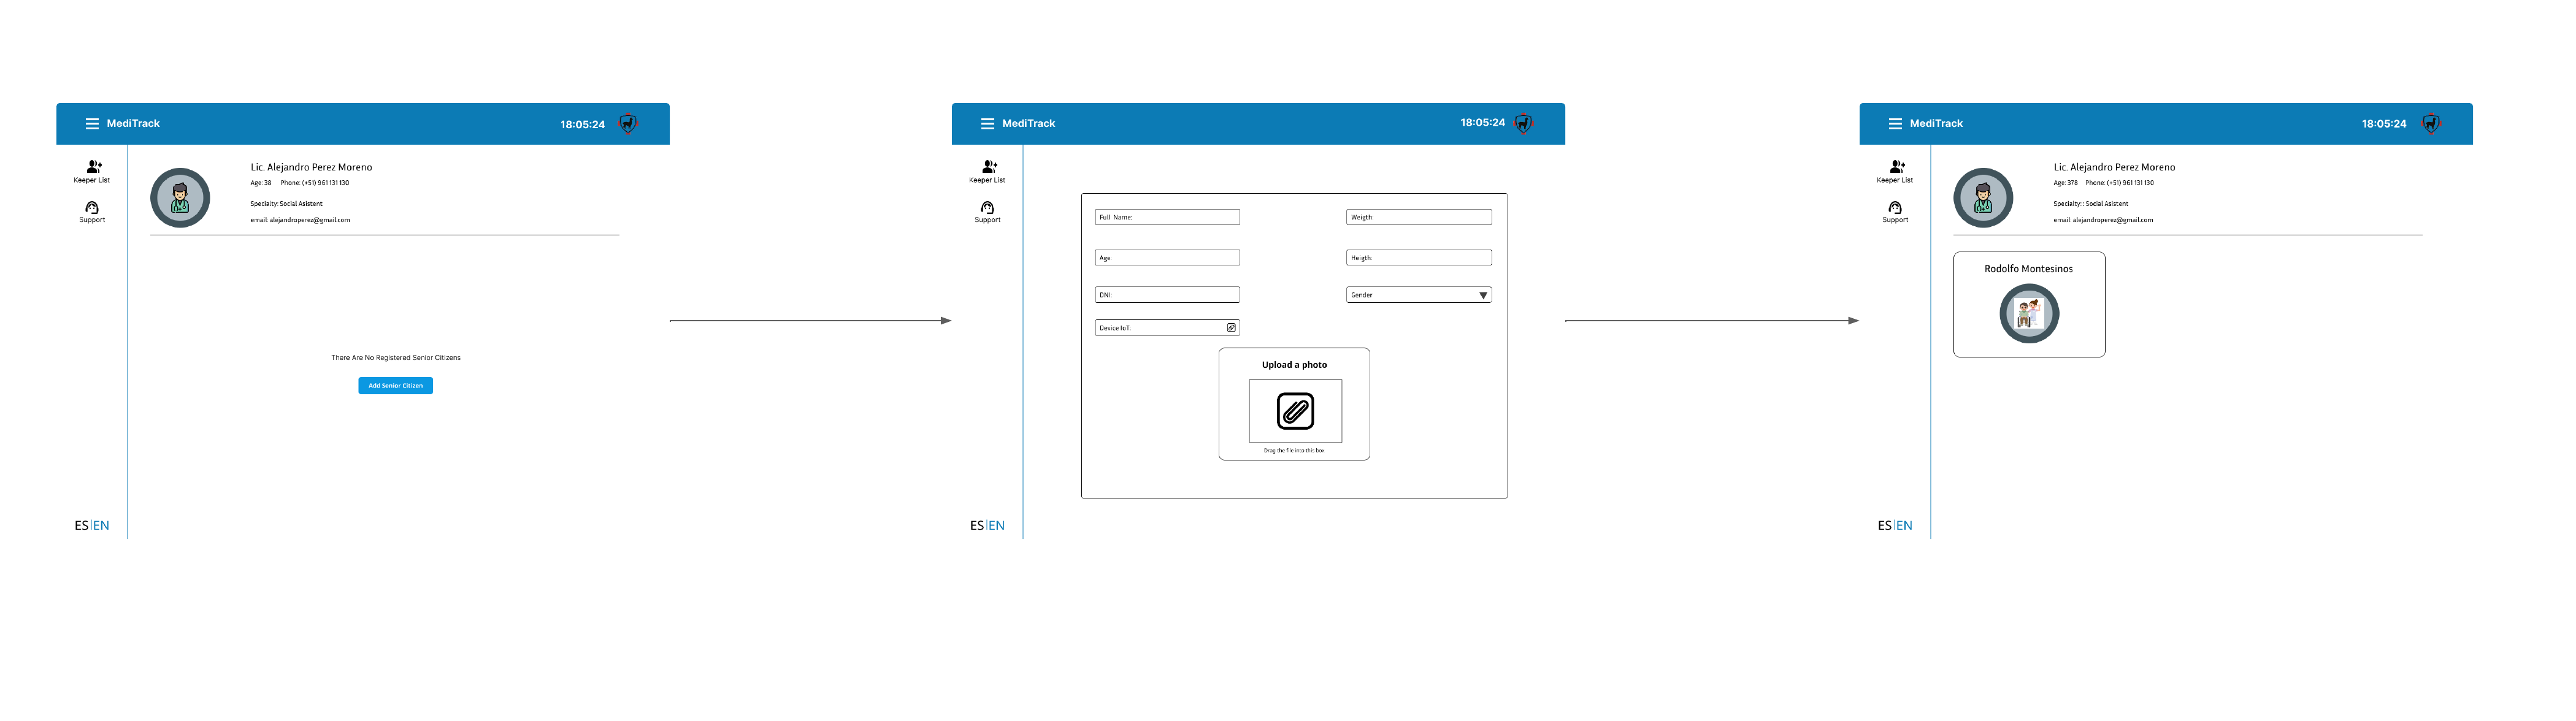 MediTrack
18:05:24
Keeper List
Support
Lic. Alejandro Perez Moreno
Age: 38 Phone: (+51) 961 131 130
Specialty: Social Asistent
email: alejandroperez@gmail.com
There Are No Registered Senior Citizens
Add Senior Citizen
ES|EN
MediTrack
18:05:24
Keeper List
Support
Full Name:
Weigth:
Age:
Heigth:
DNI:
Gender
Device IoT:
Upload a photo
Drag the file into this box
ES|EN
MediTrack
18:05:24
Keeper List
Support
Lic. Alejandro Perez Moreno
Age: 378 Phone: (+51) 961 131 130
Specialty: : Social Asistent
email: alejandroperez@gmail.com
Rodolfo Montesinos
ES|EN